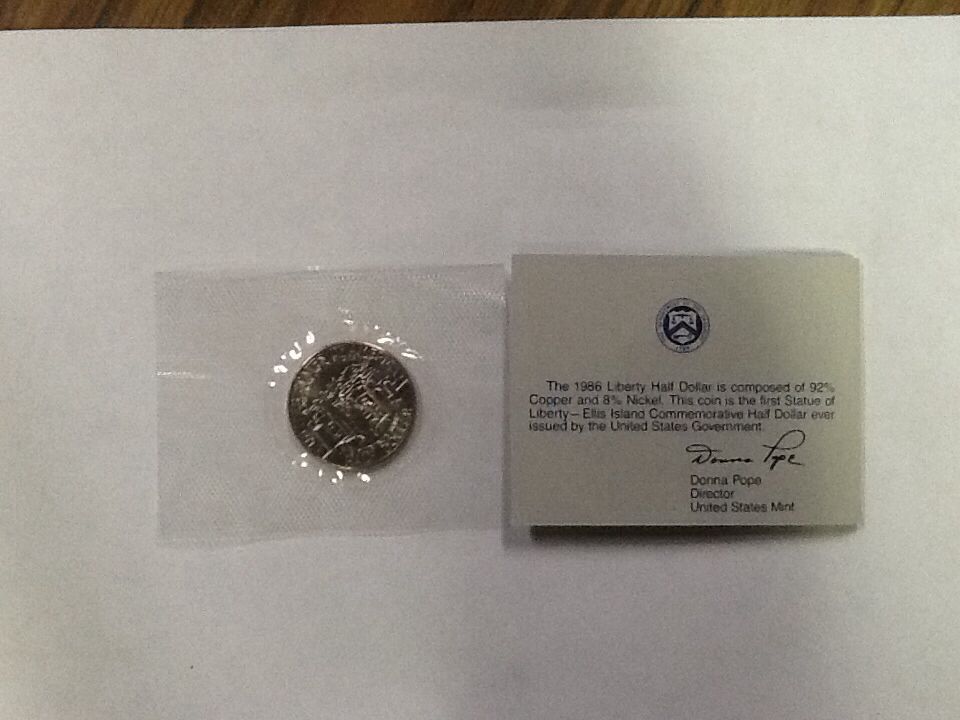 The 1986 Liberty Half Dollar is composed of 92%
Copper and 8% Nickel. This coin is the first Statue of
Liberty—Ellis Island Commemorative Half Dollar ever
issued by the United States Government.
Donna Pope
Donna Pope
Director
United States Mint